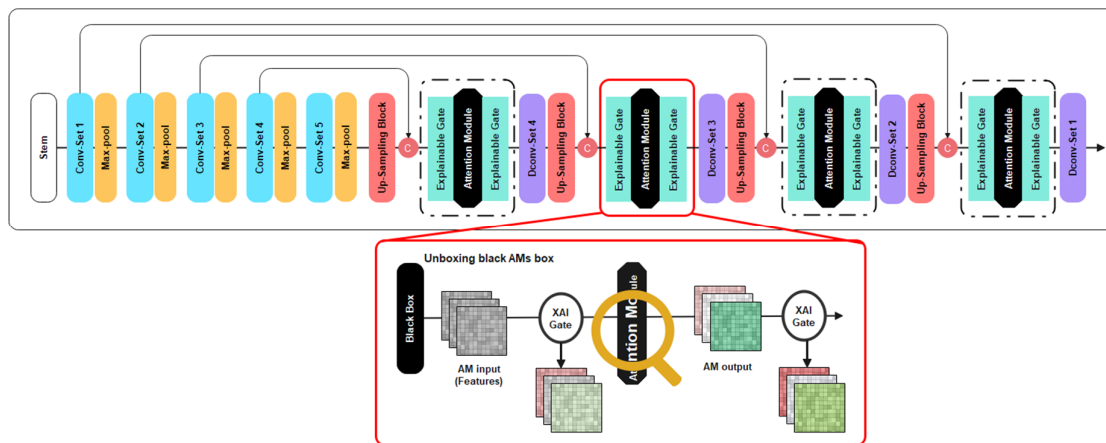 Stem
Conv-Set 1
Max-pool
Conv-Set 2
Max-pool
Conv-Set 3
Max-pool
Conv-Set 4
Max-pool
Conv-Set 5
Max-pool
Up-Sampling Block
C
Explainable Gate
Attention Module
Explainable Gate
Dconv-Set 4
Up-Sampling Block
C
Explainable Gate
Attention Module
Explainable Gate
Dconv-Set 3
Up-Sampling Block
C
Explainable Gate
Attention Module
Explainable Gate
Dconv-Set 2
Up-Sampling Block
C
Explainable Gate
Attention Module
Explainable Gate
Dconv-Set 1
Unboxing black AMs box
Black Box
AM input
(Features)
XAI
Gate
Attention Module
AM output
XAI
Gate